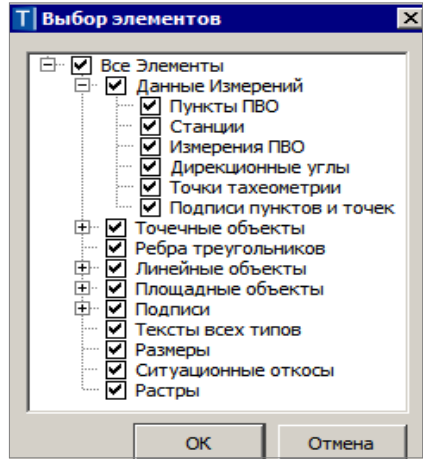 T Выбор элементов
Все Элементы
Данные Измерений
Пункты ПВО
Станции
Измерения ПВО
Дирекционные углы
Точки тахеометрии
Подписи пунктов и точек
Точечные объекты
Ребра треугольников
Линейные объекты
Площадные объекты
Подписи
Тексты всех типов
Размеры
Ситуационные откосы
Растры
OK Отмена